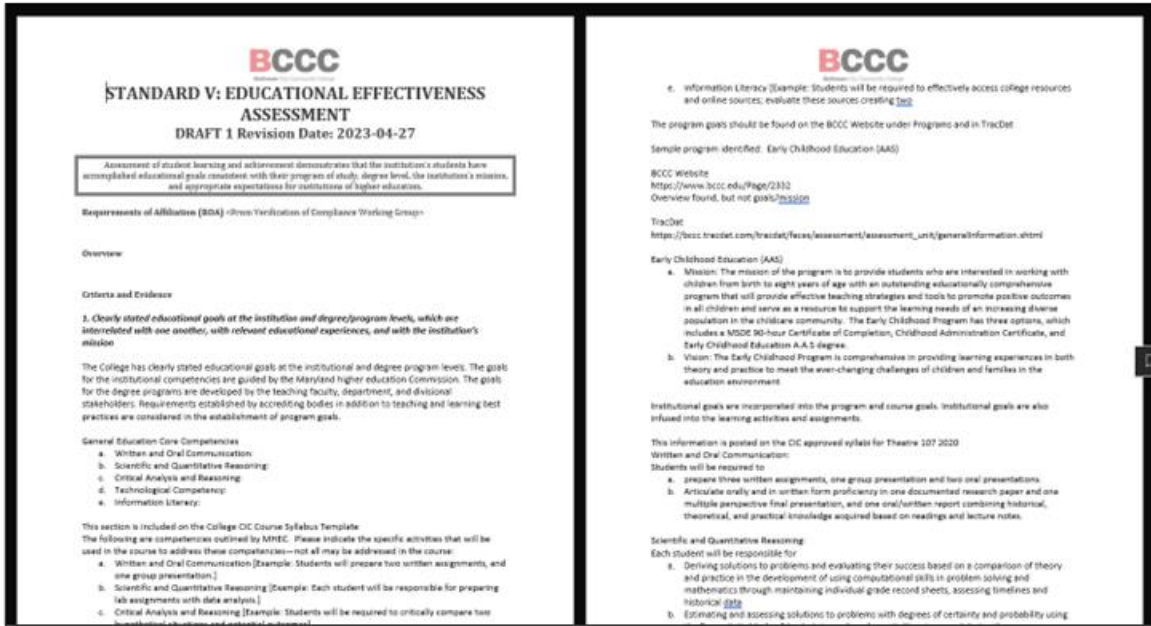 BCCC
STANDARD V: EDUCATIONAL EFFECTIVENESS
ASSESSMENT
DRAFT 1 Revision Date: 2023-04-27
Assessment of student learning and achievement demonstrates that the institution's students have
accomplished educational goals consistent with their program of study, degree level, the institution's mission,
and appropriate expectations for institutions of higher education.
Requirements of Affiliation (ROA) <From Verification of Compliance Working Group>
Overview
Criteria and Evidence
1. Clearly stated educational goals at the institution and degree/program levels, which are
interrelated with one another, with relevant educational experiences, and with the institution's
mission
The College has clearly stated educational goals at the institutional and degree program levels. The goals
for the institutional competencies are guided by the Maryland higher education Commission. The goals
for the degree programs are developed by the teaching faculty, department, and divisional
stakeholders. Requirements established by accrediting bodies in addition to teaching and learning best
practices are considered in the establishment of program goals.
General Education Core Competencies
a. Written and Oral Communication:
b. Scientific and Quantitative Reasoning:
c. Critical Analysis and Reasoning:
d. Technological Competency:
e. Information Literacy:
This section is included on the College CIC Course Syllabus Template
The following are competencies outlined by MHEC. Please indicate the specific activities that will be
used in the course to address these competencies—not all may be addressed in the course:
a. Written and Oral Communication [Example: Students will prepare two written assignments, and
one group presentation.]
b. Scientific and Quantitative Reasoning [Example: Each student will be responsible for preparing
lab assignments with data analysis.]
c. Critical Analysis and Reasoning [Example: Students will be required to critically compare two
BCCC
e. Information Literacy [Example: Students will be required to effectively access college resources
and online sources; evaluate these sources creating two
The program goals should be found on the BCCC Website under Programs and in TracDat
Sample program identified: Early Childhood Education (AAS)
BCCC Website
https://www.bccc.edu/Page/2332
Overview found, but not goals/mission
TracDat
https://bccc.tracdat.com/tracdat/faces/assessment/assessment_unit/generalInformation.xhtml
Early Childhood Education (AAS)
a. Mission: The mission of the program is to provide students who are interested in working with
children from birth to eight years of age with an outstanding educationally comprehensive
program that will provide effective teaching strategies and tools to promote positive outcomes
in all children and serve as a resource to support the learning needs of an increasing diverse
population in the childcare community. The Early Childhood Program has three options, which
includes a MSDE 90-hour Certificate of Completion, Childhood Administration Certificate, and
Early Childhood Education A.A.S degree.
b. Vision: The Early Childhood Program is comprehensive in providing learning experiences in both
theory and practice to meet the ever-changing challenges of children and families in the
education environment
Institutional goals are incorporated into the program and course goals. Institutional goals are also
infused into the learning activities and assignments.
This information is posted on the CIC approved syllabi for Theatre 107 2020
Written and Oral Communication:
Students will be required to
a. prepare three written assignments, one group presentation and two oral presentations
b. Articulate orally and in written form proficiency in one documented research paper and one
multiple perspective final presentation, and one oral/written report combining historical,
theoretical, and practical knowledge acquired based on readings and lecture notes.
Scientific and Quantitative Reasoning:
Each student will be responsible for
a. Deriving solutions to problems and evaluating their success based on a comparison of theory
and practice in the development of using computational skills in problem solving and
mathematics through maintaining individual grade record sheets, assessing timelines and
historical data
b. Estimating and assessing solutions to problems with degrees of certainty and probability using